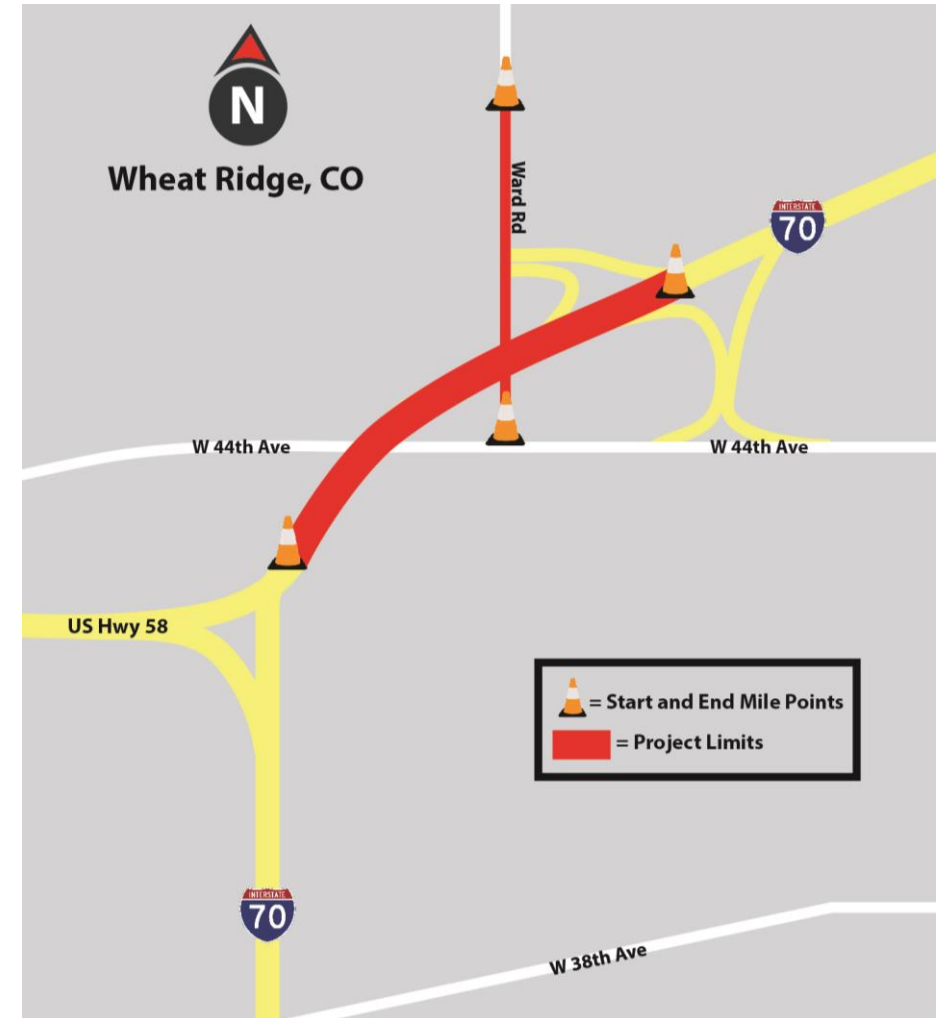 N
Wheat Ridge, CO
Ward Rd
INTERSTATE
70
W 44th Ave
W 44th Ave
US Hwy 58
= Start and End Mile Points
= Project Limits
INTERSTATE
70
W 38th Ave